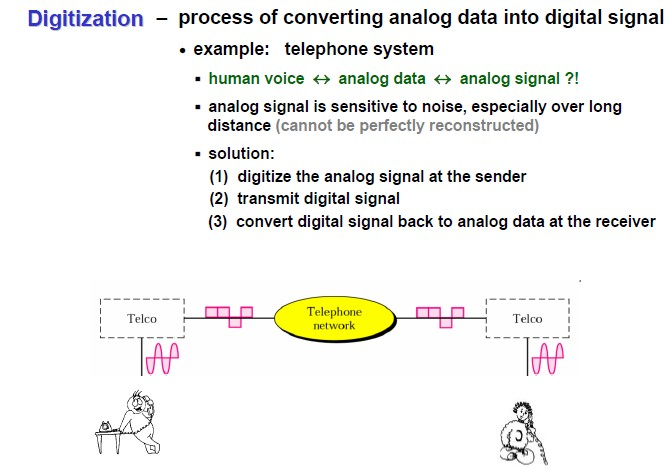 Digitization – process of converting analog data into digital signal
• example: telephone system
▪ human voice ↔ analog data ↔ analog signal ?!
▪ analog signal is sensitive to noise, especially over long
distance (cannot be perfectly reconstructed)
▪ solution:
(1) digitize the analog signal at the sender
(2) transmit digital signal
(3) convert digital signal back to analog data at the receiver
Telco
Telephone
network
Telco